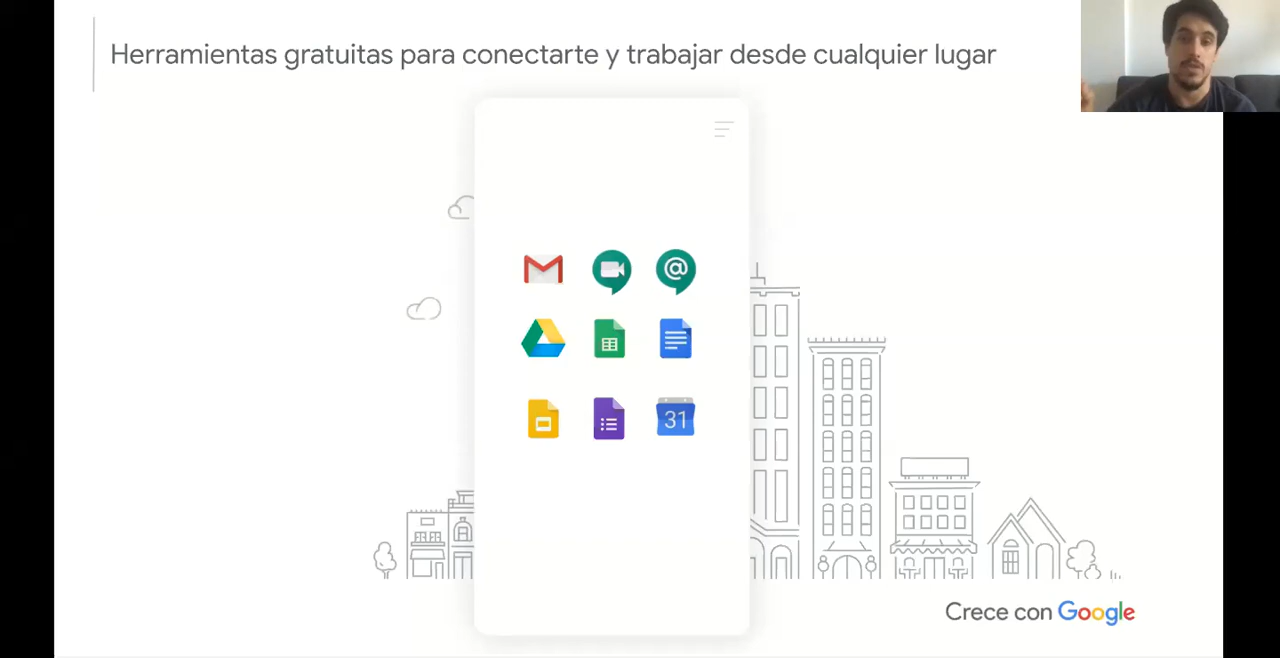 Herramientas gratuitas para conectarte y trabajar desde cualquier lugar
@
31
Crece con Google